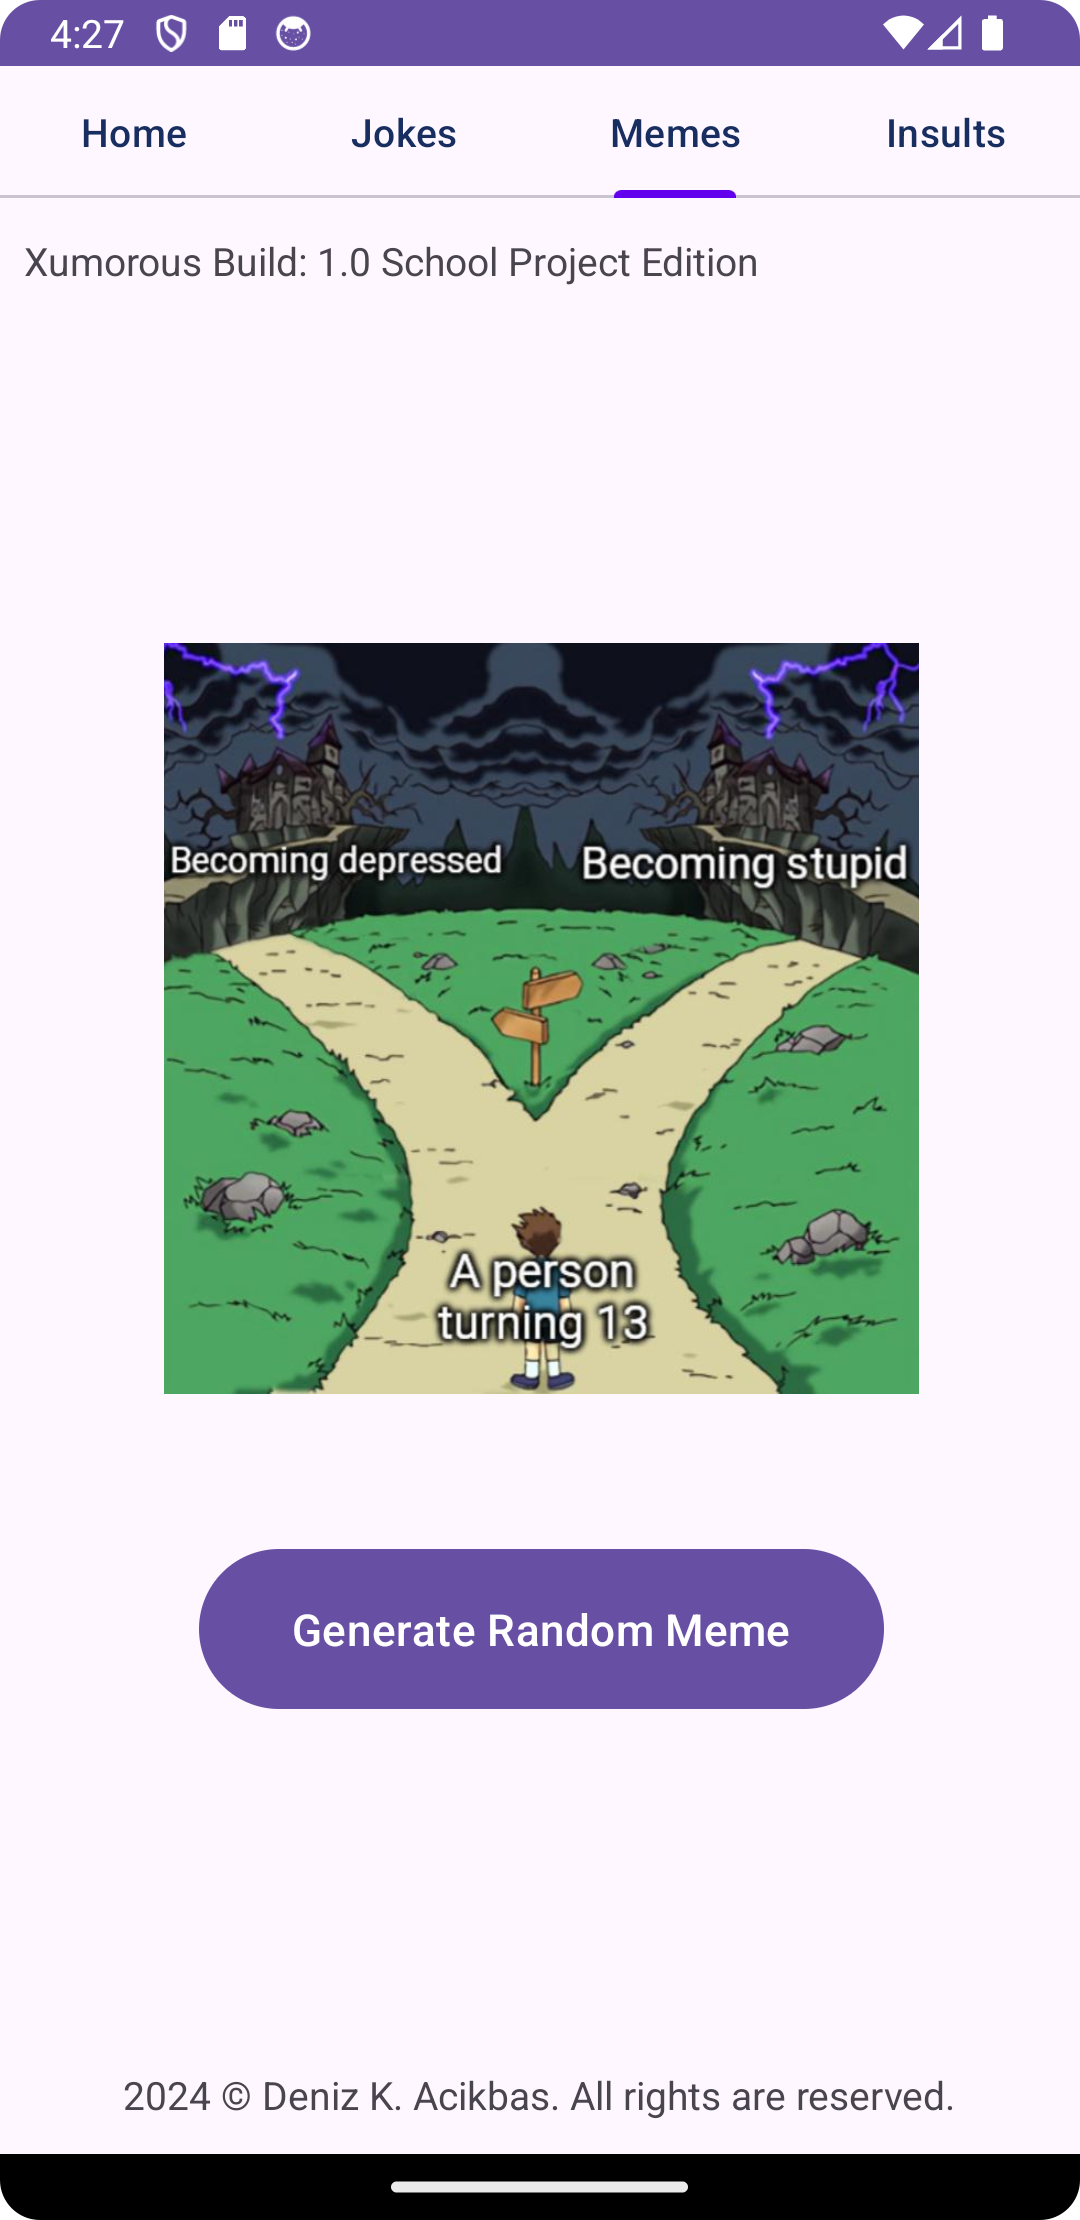 4:27
Home Jokes Memes Insults
Xumorous Build: 1.0 School Project Edition
Becoming depressed Becoming stupid
A person
turning 13
Generate Random Meme
2024 © Deniz K. Acikbas. All rights are reserved.